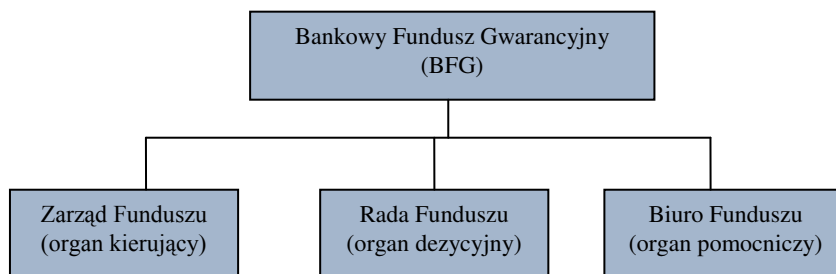 Bankowy Fundusz Gwarancyjny
(BFG)
Zarząd Funduszu
(organ kierujący)
Rada Funduszu
(organ dezycyjny)
Biuro Funduszu
(organ pomocniczy)